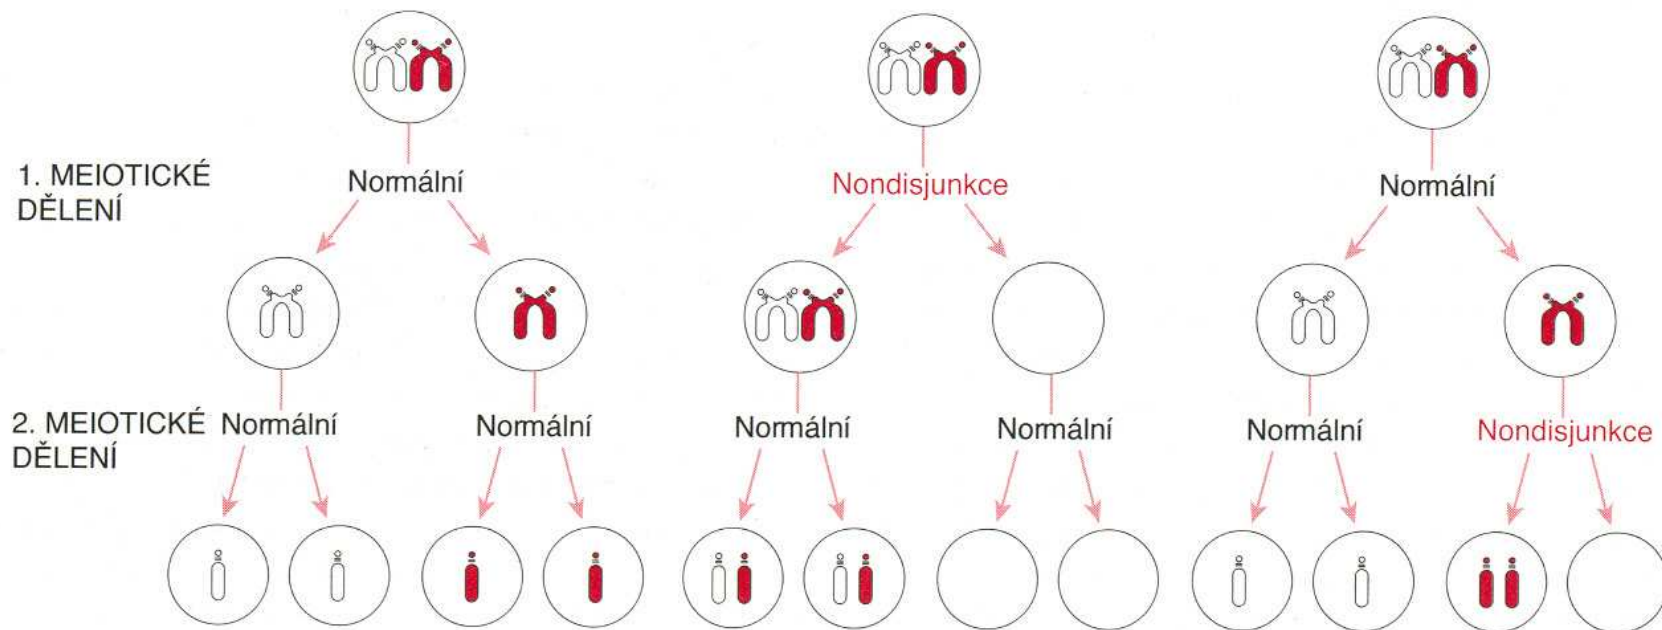 1. MEIOTICKÉ
DĚLENÍ
Normální
Nondisjunkce
Normální
2. MEIOTICKÉ
DĚLENÍ
Normální
Normální
Normální
Normální
Normální
Nondisjunkce